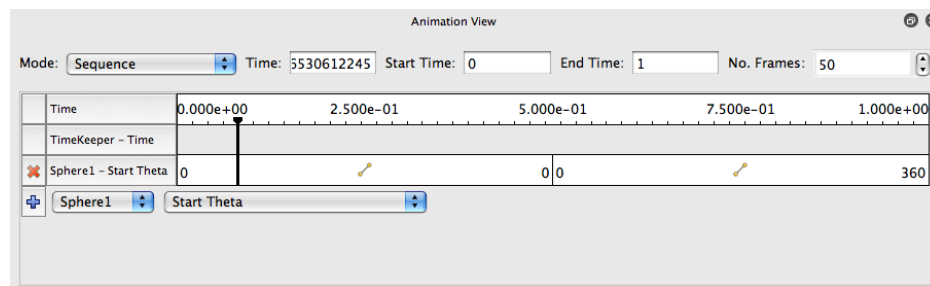 Animation View
Mode: Sequence Time: 5530612245 Start Time: 0 End Time: 1 No. Frames: 50
Time 0.000e+00 2.500e-01 5.000e-01 7.500e-01 1.000e+00
TimeKeeper - Time
Sphere1 - Start Theta 0 0 0 360
Sphere1 Start Theta